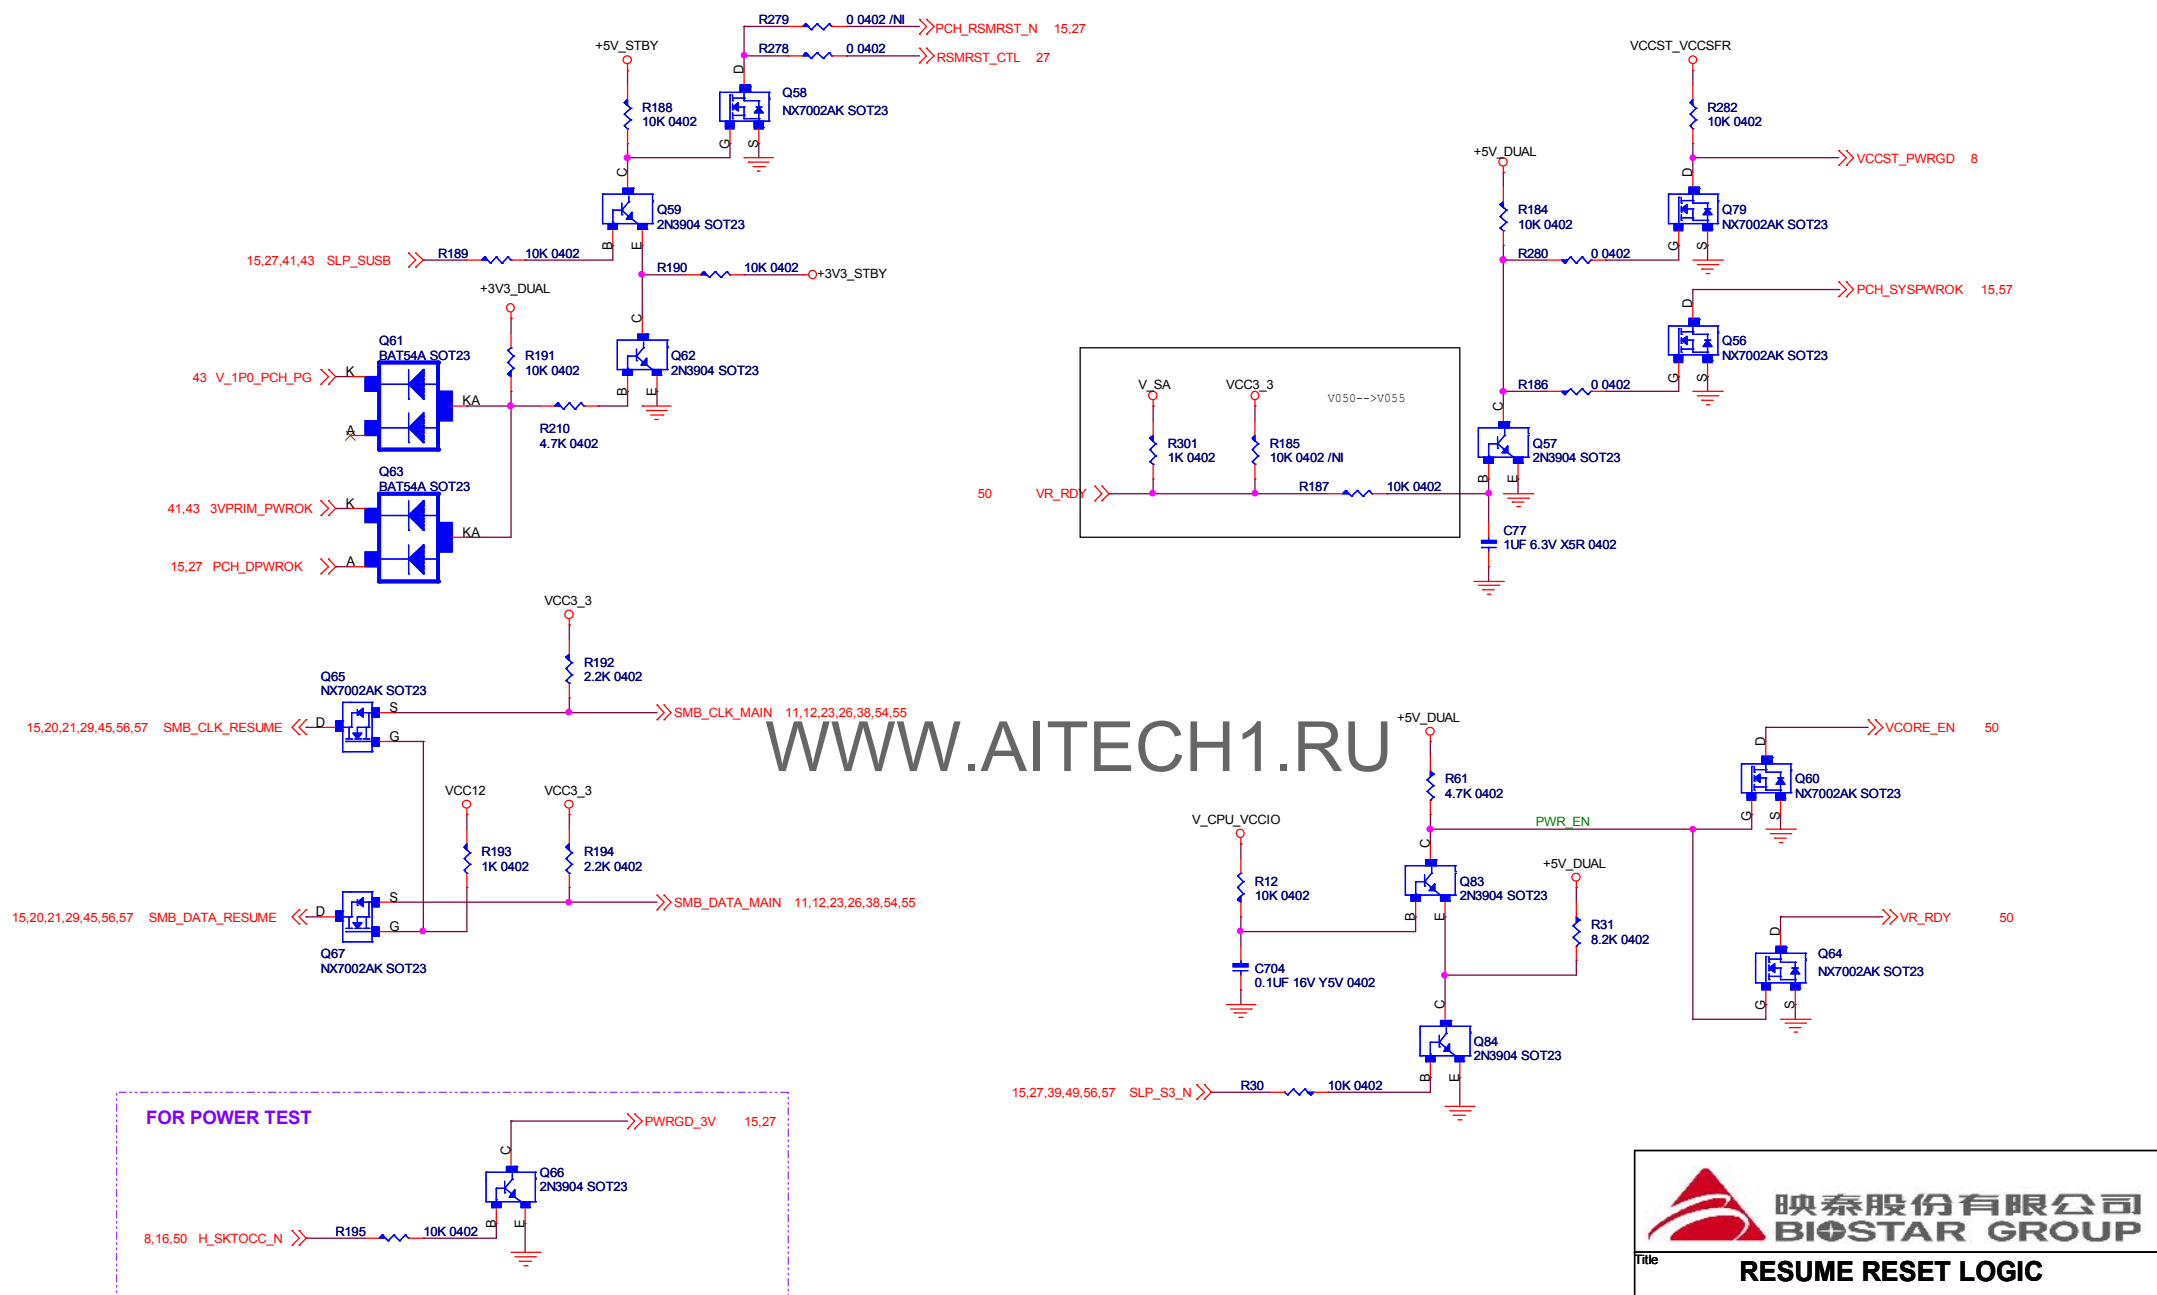 R279 0 0402 /NI PCH_RSMRST_N 15,27
R278 0 0402 RSMRST_CTL 27
+5V_STBY
D
Q58
NX7002AK SOT23
R188
10K 0402
G S
C
Q59
2N3904 SOT23
B E
15,27,41,43 SLP_SUSB R189 10K 0402
R190 10K 0402 +3V3_STBY
+3V3_DUAL
C
Q61
BAT54A SOT23
R191
10K 0402
Q62
2N3904 SOT23
43 V_1P0_PCH_PG K
KA
B E
A
R210
4.7K 0402
Q63
BAT54A SOT23
41,43 3VPRIM_PWROK K
KA
15,27 PCH_DPWROK A
VCCST_VCCSFR
R282
10K 0402
+5V_DUAL
VCCST_PWRGD 8
D
R184
10K 0402
Q79
NX7002AK SOT23
G S
R280 0 0402
PCH_SYSPWROK 15,57
D
Q56
NX7002AK SOT23
G S
R186 0 0402
V_SA VCC3_3 V050-->V055
C
R301
1K 0402
R185
10K 0402 /NI
Q57
2N3904 SOT23
B E
50 VR_RDY R187 10K 0402
C77
1UF 6.3V X5R 0402
VCC3_3
R192
2.2K 0402
Q65
NX7002AK SOT23
S
SMB_CLK_MAIN 11,12,23,26,38,54,55
15,20,21,29,45,56,57 SMB_CLK_RESUME D
G
WWW.AITECH1.RU
VCC12 VCC3_3
R193
1K 0402
R194
2.2K 0402
S
SMB_DATA_MAIN 11,12,23,26,38,54,55
15,20,21,29,45,56,57 SMB_DATA_RESUME D
G
Q67
NX7002AK SOT23
+5V_DUAL
VCORE_EN 50
D
R61
4.7K 0402
Q60
NX7002AK SOT23
G S
V_CPU_VCCIO
PWR_EN
C
+5V_DUAL
R12
10K 0402
Q83
2N3904 SOT23
B E
R31
8.2K 0402
VR_RDY 50
D
Q64
NX7002AK SOT23
G S
C704
0.1UF 16V Y5V 0402
C
Q84
2N3904 SOT23
B E
15,27,39,49,56,57 SLP_S3_N R30 10K 0402
FOR POWER TEST
PWRGD_3V 15,27
C
Q66
2N3904 SOT23
B E
8,16,50 H_SKTOCC_N R195 10K 0402
映泰股份有限公司
BIOSTAR GROUP
Title
RESUME RESET LOGIC